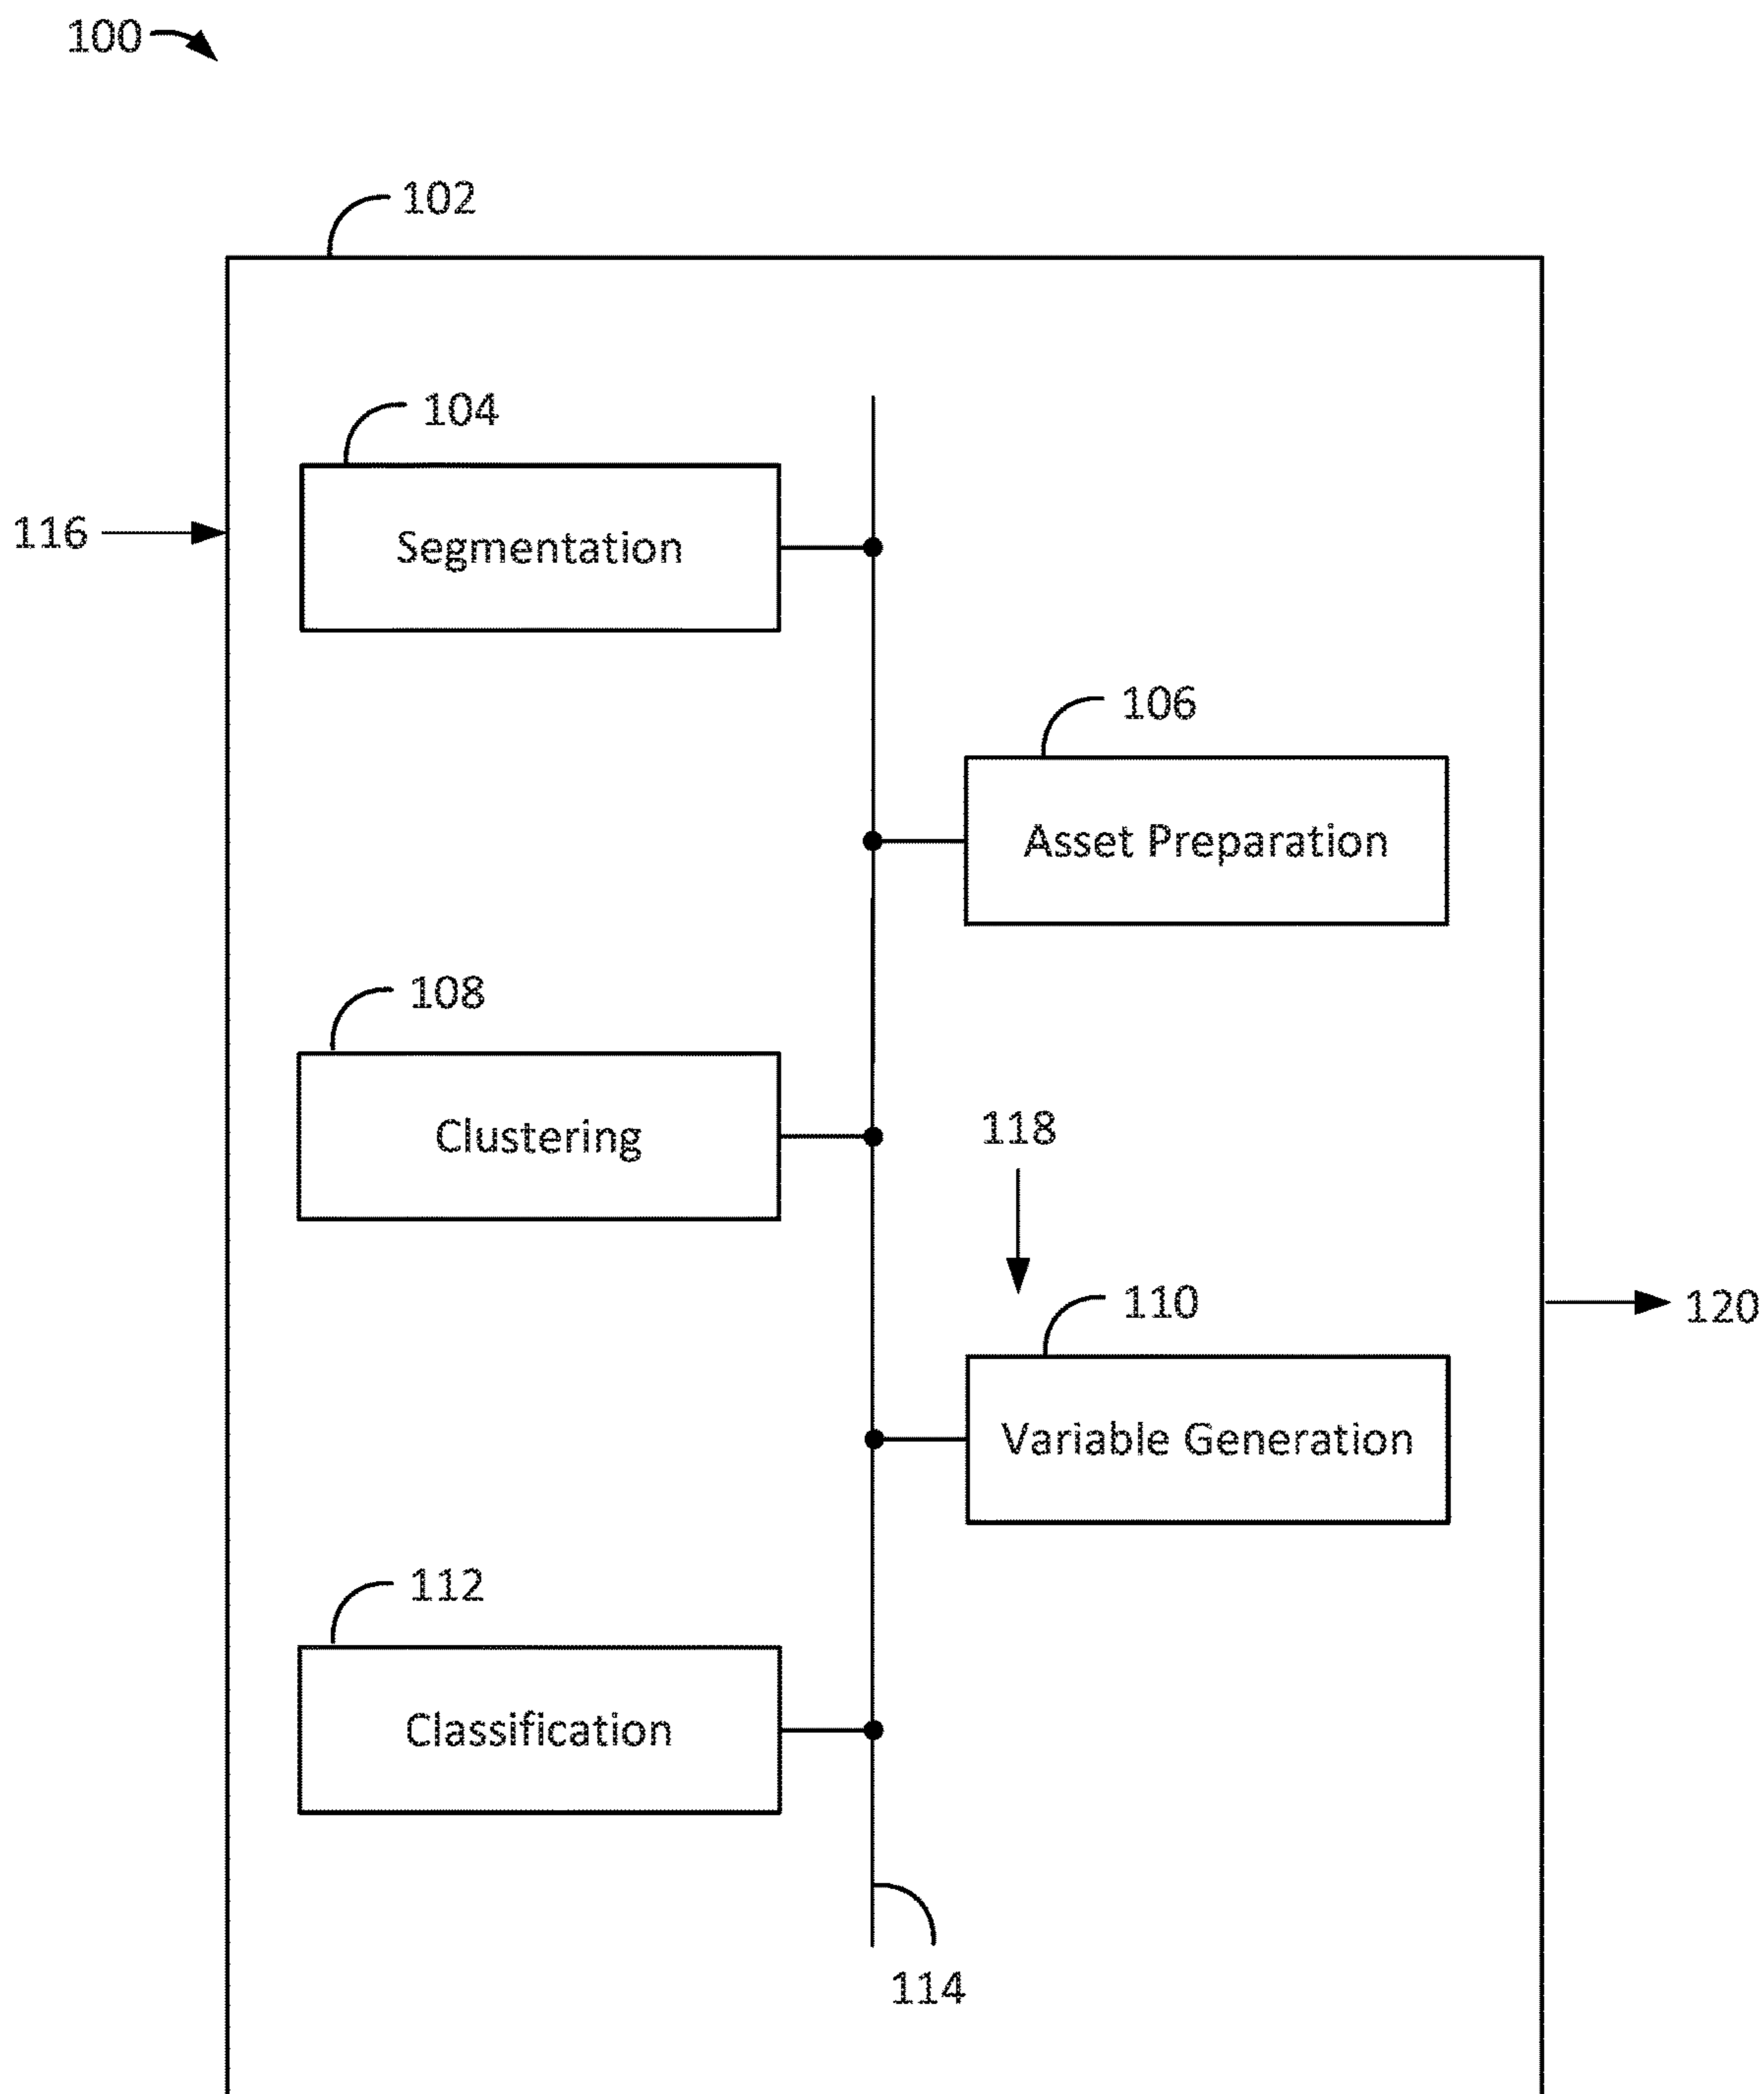 100
102
104
116
Segmentation
106
Asset Preparation
108
118
Clustering
110
120
Variable Generation
112
Classification
114